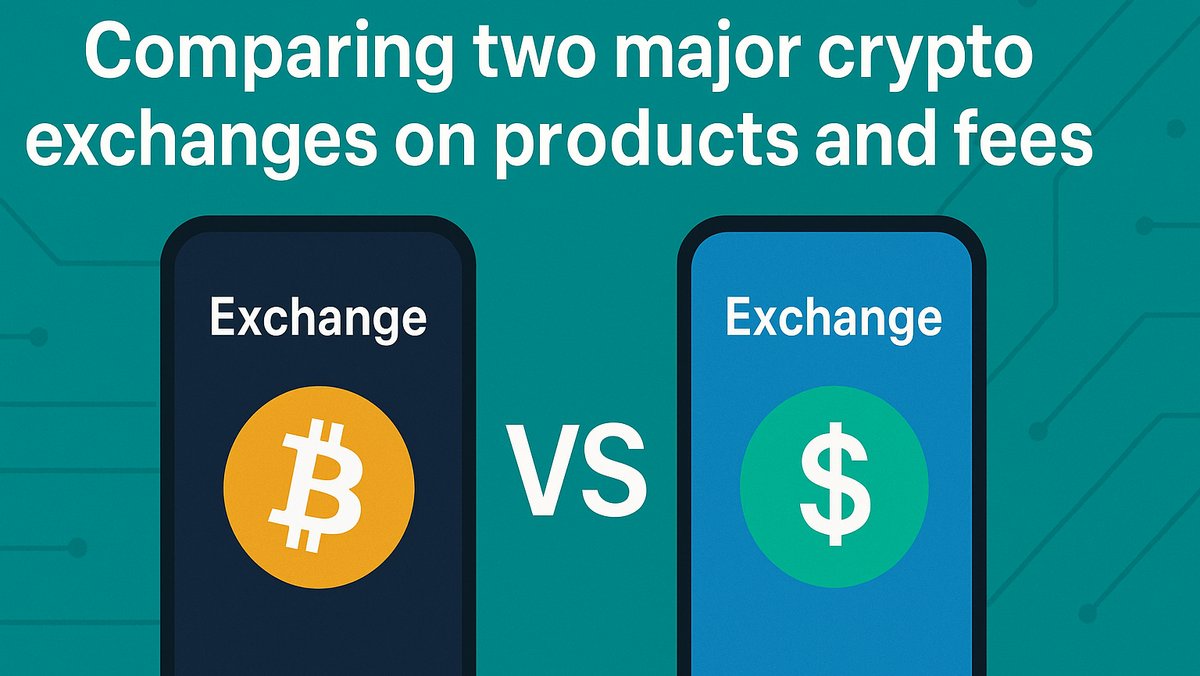 Comparing two major crypto
exchanges on products and fees
Exchange
VS
Exchange